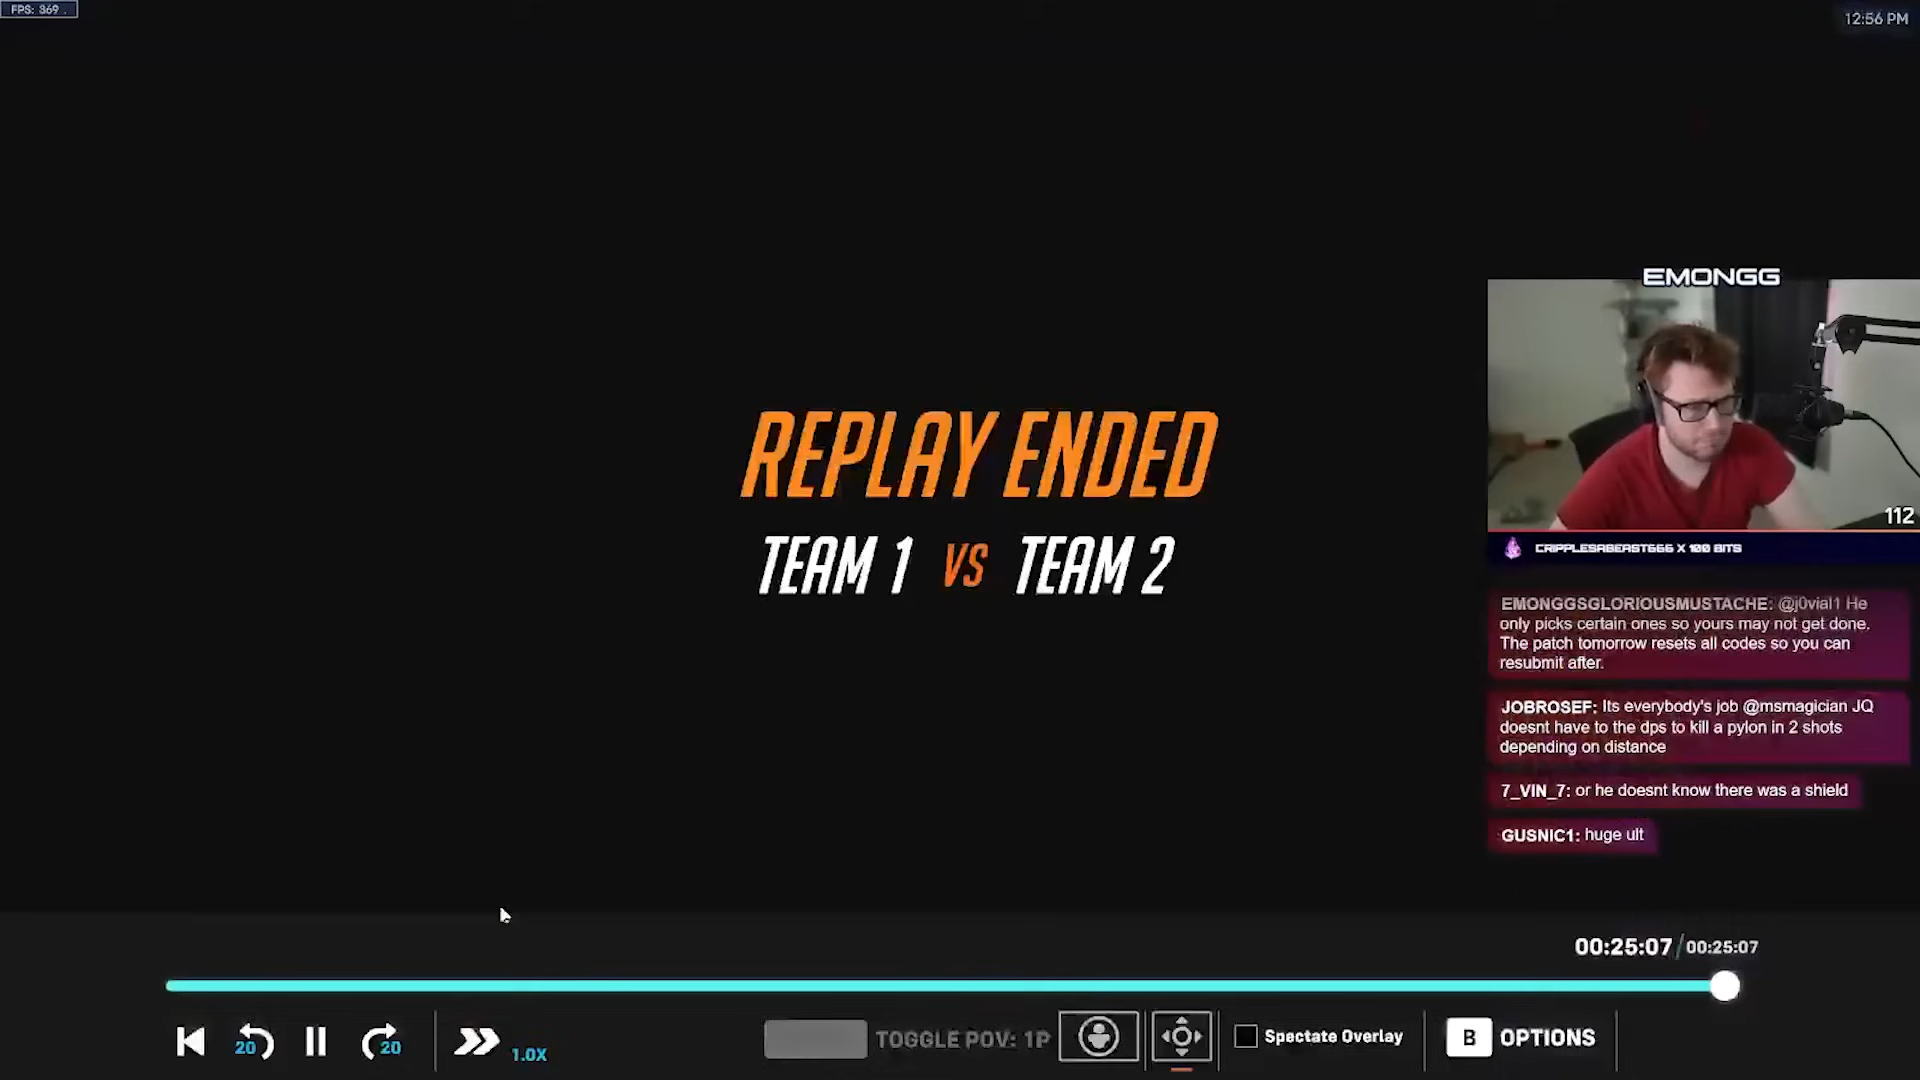 FPS: 369
12:56 PM
EMONGG
REPLAY ENDED
TEAM 1 VS TEAM 2
112
CRIPPLESABEAST666 X 100 BITS
EMONGGSGLORIOUSMUSTACHE: @j0vial1 He
only picks certain ones so yours may not get done.
The patch tomorrow resets all codes so you can
resubmit after.
JOBROSEF: Its everybody's job @msmagician JQ
doesnt have to the dps to kill a pylon in 2 shots
depending on distance
7_VIN_7: or he doesnt know there was a shield
GUSNIC1: huge ult
00:25:07/00:25:07
20
20
1.0X
TOGGLE POV: 1P
Spectate Overlay
B OPTIONS